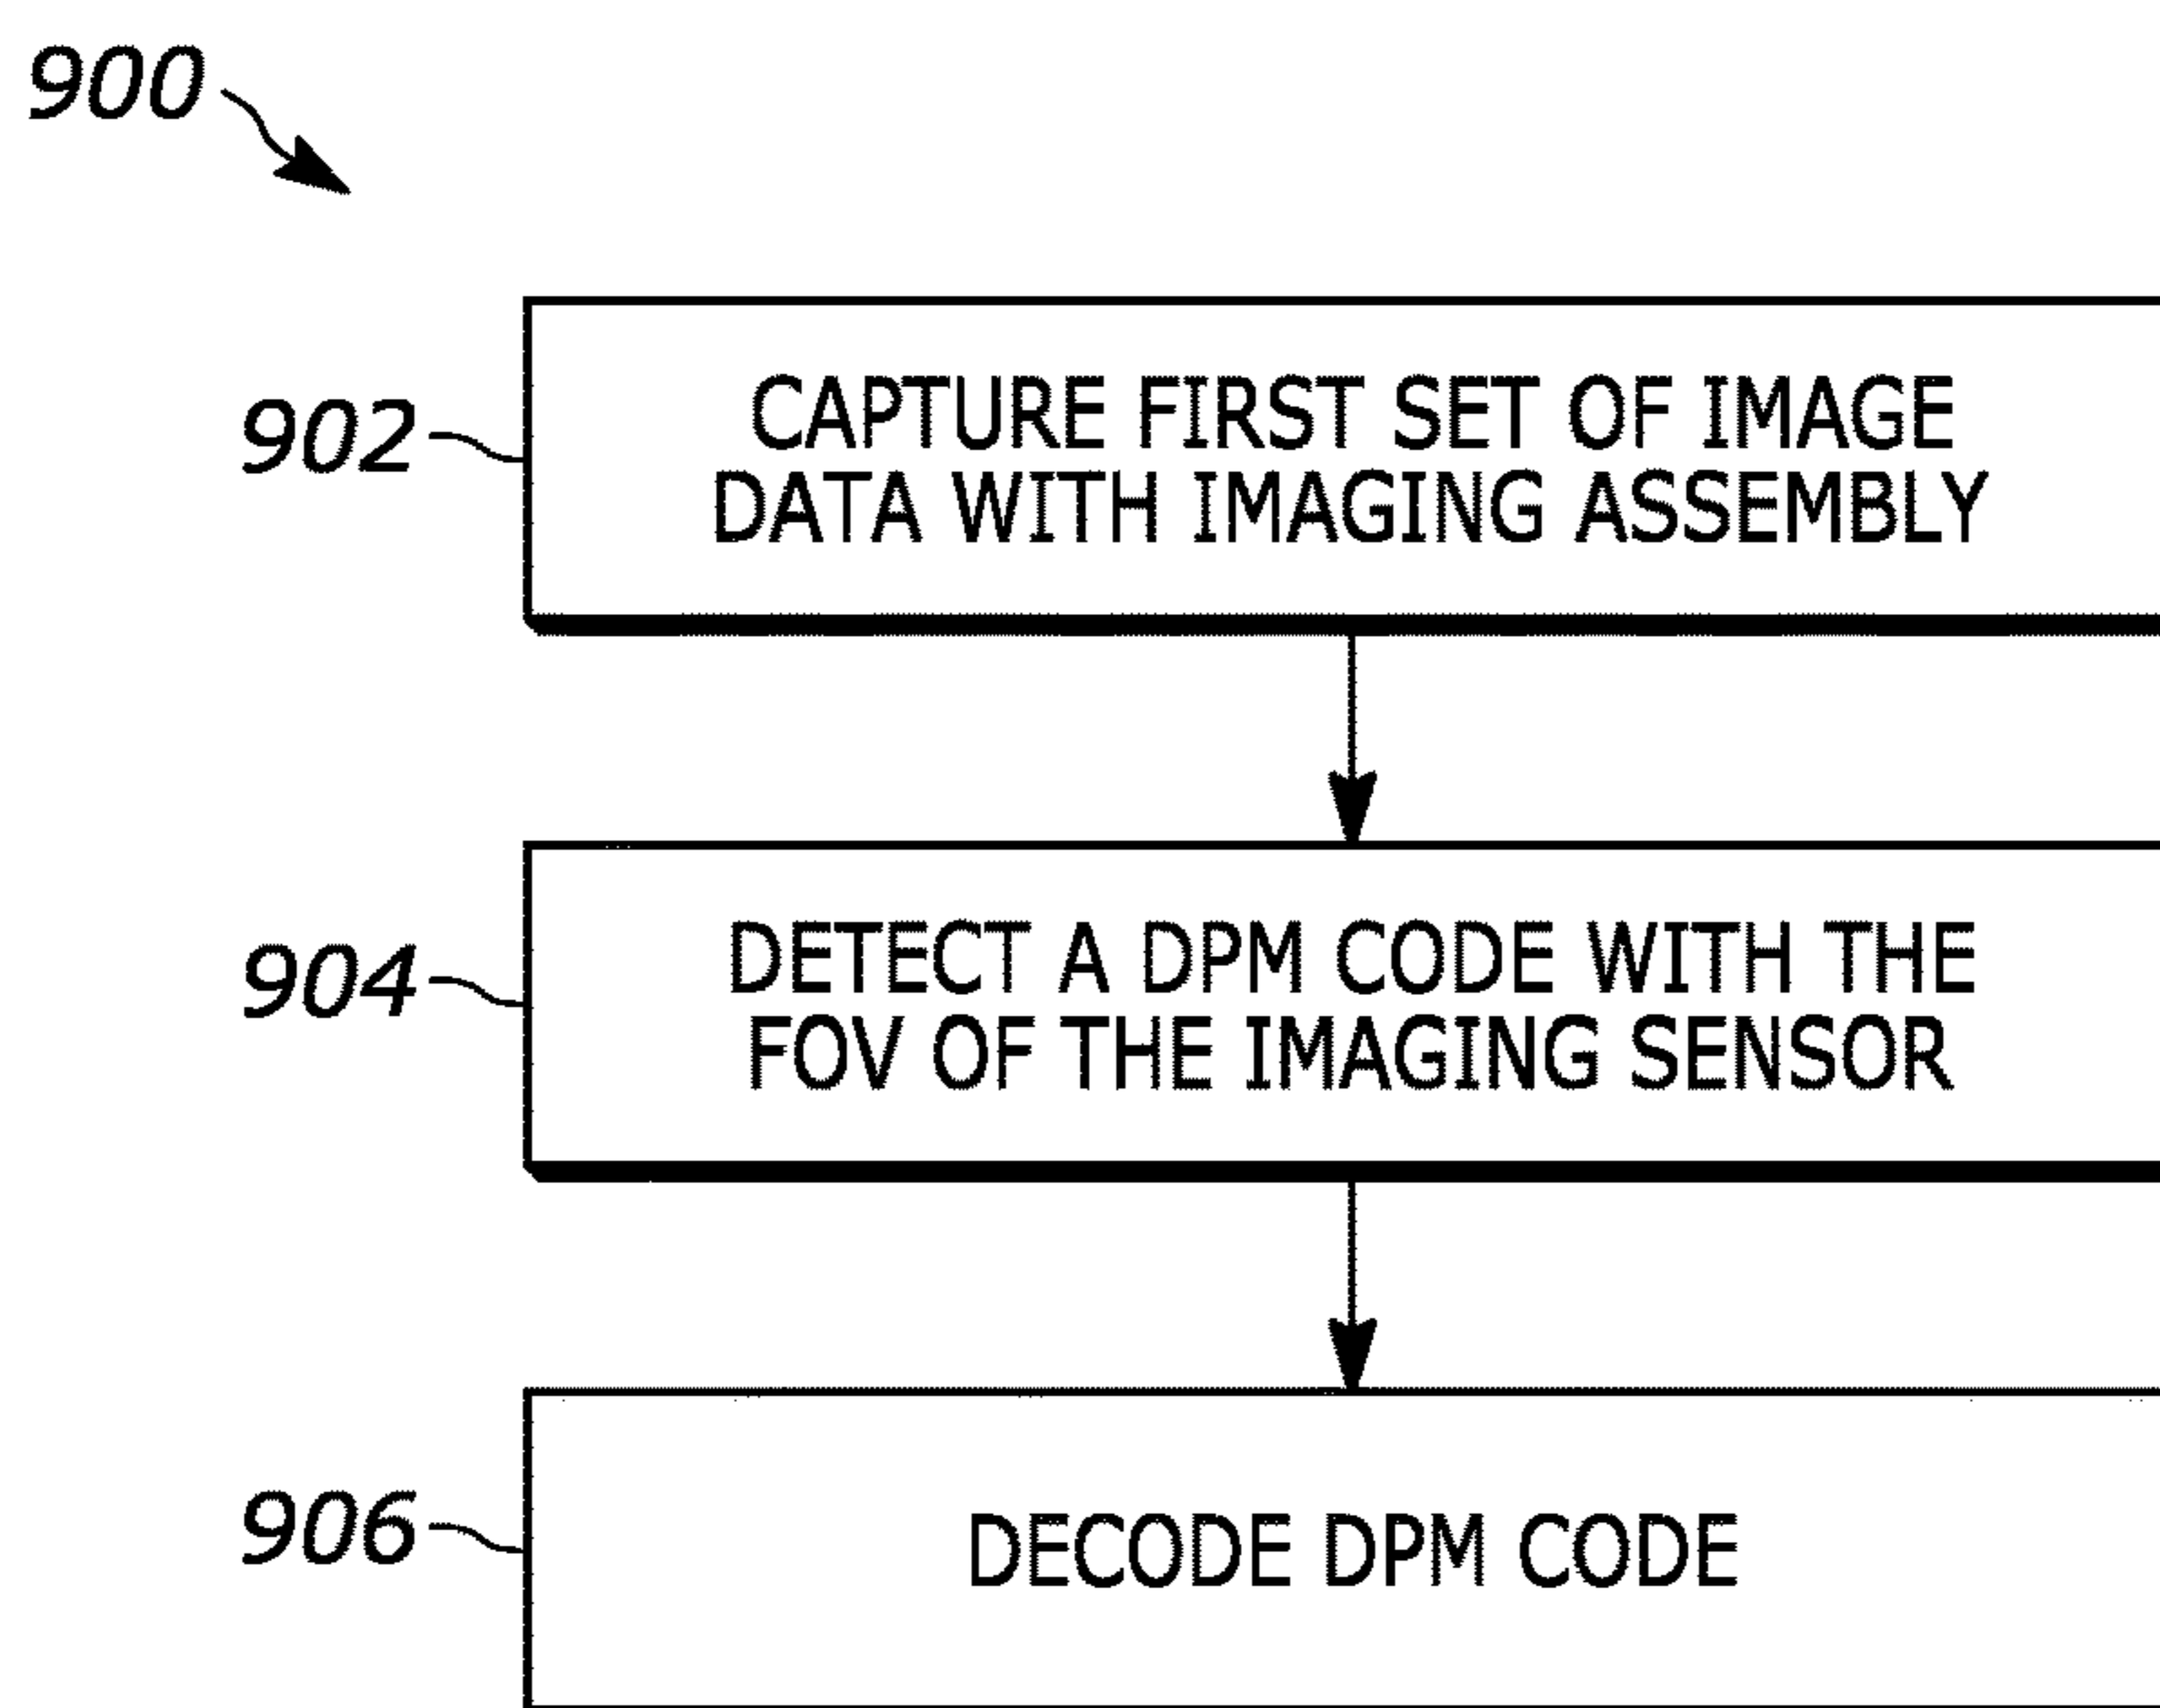 900
902
CAPTURE FIRST SET OF IMAGE
DATA WITH IMAGING ASSEMBLY
904
DETECT A DPM CODE WITH THE
FOV OF THE IMAGING SENSOR
906
DECODE DPM CODE